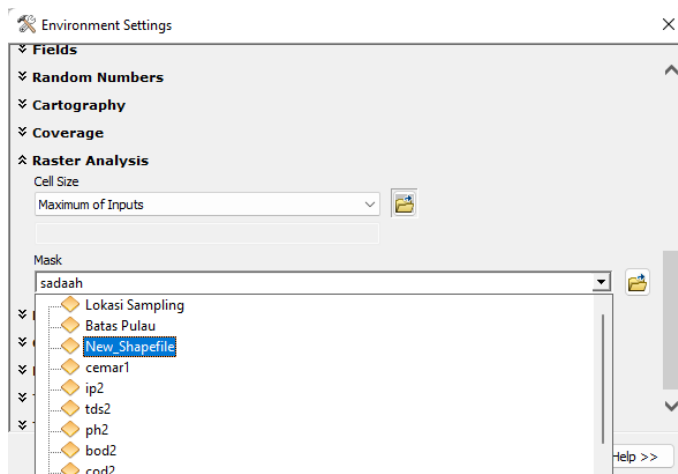 Environment Settings
Fields
Random Numbers
Cartography
Coverage
Raster Analysis
Cell Size
Maximum of Inputs
Mask
sadaah
Lokasi Sampling
Batas Pulau
New_Shapefile
cemar1
ip2
tds2
ph2
bod2
cod2
Help >>